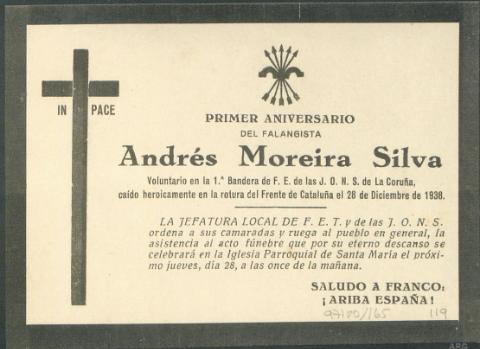 IN PACE
PRIMER ANIVERSARIO
DEL FALANGISTA
Andrés Moreira Silva
Voluntario en la 1.ª Bandera de F. E. de las J. O. N. S. de La Coruña,
caído heroicamente en la rotura del Frente de Cataluña el 28 de Diciembre de 1938.
LA JEFATURA LOCAL DE F. E. T. y de las J. O. N. S.
ordena a sus camaradas y ruega al pueblo en general, la
asistencia al acto fúnebre que por su eterno descanso se
celebrará en la Iglesia Parroquial de Santa María el próxi-
mo jueves, día 28, a las once de la mañana.
SALUDO A FRANCO:
¡ARIBA ESPAÑA!
119
ARG